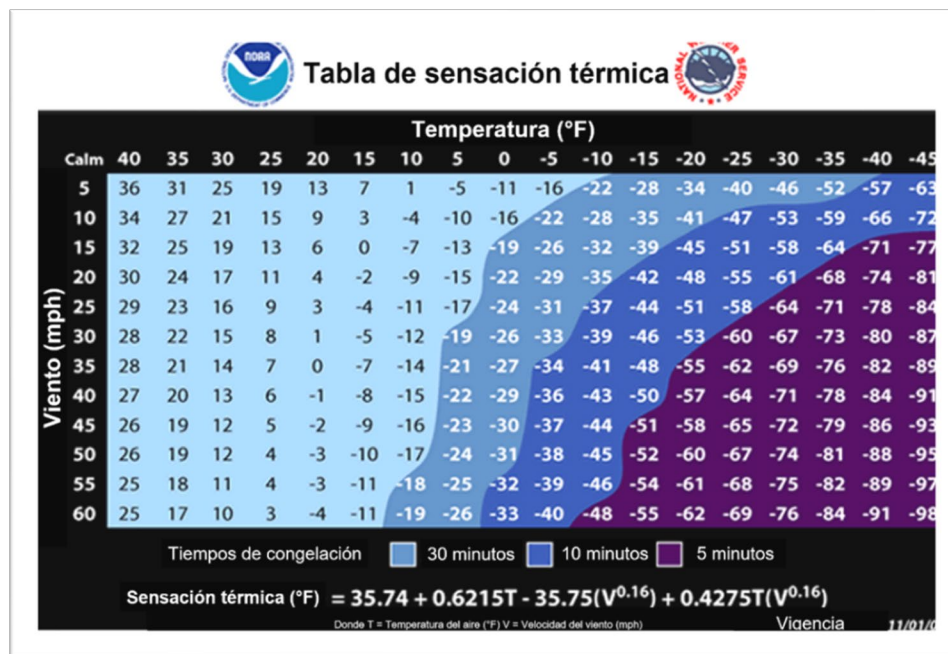 NOAA
Tabla de sensación térmica
NATIONAL SERVICE
Temperatura (°F)
Calm 40 35 30 25 20 15 10 5 0 -5 -10 -15 -20 -25 -30 -35 -40 -45
Viento (mph)
5 36 31 25 19 13 7 1 -5 -11 -16 -22 -28 -34 -40 -46 -52 -57 -63
10 34 27 21 15 9 3 -4 -10 -16 -22 -28 -35 -41 -47 -53 -59 -66 -72
15 32 25 19 13 6 0 -7 -13 -19 -26 -32 -39 -45 -51 -58 -64 -71 -77
20 30 24 17 11 4 -2 -9 -15 -22 -29 -35 -42 -48 -55 -61 -68 -74 -81
25 29 23 16 9 3 -4 -11 -17 -24 -31 -37 -44 -51 -58 -64 -71 -78 -84
30 28 22 15 8 1 -5 -12 -19 -26 -33 -39 -46 -53 -60 -67 -73 -80 -87
35 28 21 14 7 0 -7 -14 -21 -27 -34 -41 -48 -55 -62 -69 -76 -82 -89
40 27 20 13 6 -1 -8 -15 -22 -29 -36 -43 -50 -57 -64 -71 -78 -84 -91
45 26 19 12 5 -2 -9 -16 -23 -30 -37 -44 -51 -58 -65 -72 -79 -86 -93
50 26 19 12 4 -3 -10 -17 -24 -31 -38 -45 -52 -60 -67 -74 -81 -88 -95
55 25 18 11 4 -3 -11 -18 -25 -32 -39 -46 -54 -61 -68 -75 -82 -89 -97
60 25 17 10 3 -4 -11 -19 -26 -33 -40 -48 -55 -62 -69 -76 -84 -91 -98
Tiempos de congelación 30 minutos 10 minutos 5 minutos
Sensación térmica (°F) = 35.74 + 0.6215T - 35.75(V^0.16) + 0.4275T(V^0.16)
Donde T = Temperatura del aire (°F) V = Velocidad del viento (mph)
Vigencia 11/01/0